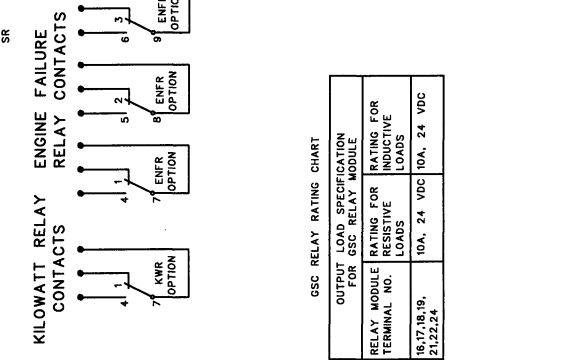 SR
KILOWATT RELAY
CONTACTS
4
1
7
KWR
OPTION
ENGINE FAILURE
RELAY CONTACTS
4
1
7
ENFR
OPTION
5
2
8
ENFR
OPTION
6
3
9
GSC RELAY RATING CHART
OUTPUT LOAD SPECIFICATION
FOR GSC RELAY MODULE
RELAY MODULE
TERMINAL NO.
RATING FOR
RESISTIVE
LOADS
RATING FOR
INDUCTIVE
LOADS
16,17,18,19,
21,22,24
10A, 24 VDC
10A, 24 VDC